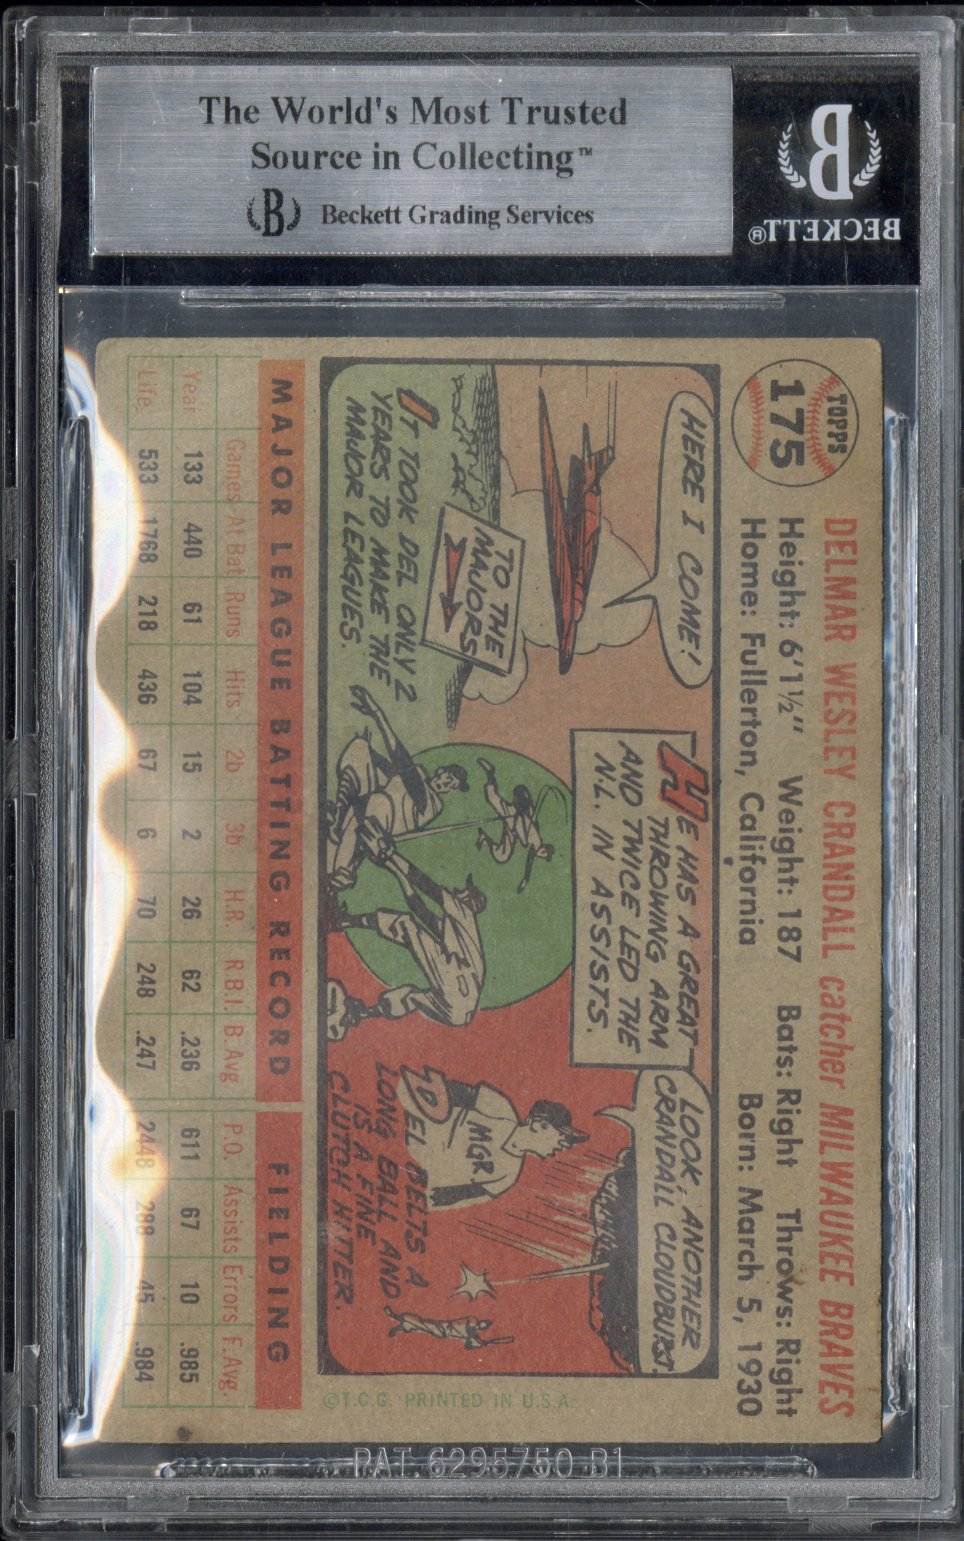 The World's Most Trusted
Source in Collecting™
B Beckett Grading Services
B
BECKETT®
TOPPS
175
DELMAR WESLEY CRANDALL catcher MILWAUKEE BRAVES
Height: 6'1½" Weight: 187 Bats: Right Throws: Right
Home: Fullerton, California Born: March 5, 1930
HERE I COME!
TO THE
MAJORS
IT TOOK DEL ONLY 2
YEARS TO MAKE THE
MAJOR LEAGUES.
HE HAS A GREAT
THROWING ARM
AND TWICE LED THE
N.L. IN ASSISTS.
LOOK, ANOTHER
CRANDALL CLOUDBURST
MGR
DEL BELTS A
LONG BALL AND
IS A FINE
CLUTCH HITTER.
MAJOR LEAGUE BATTING RECORD FIELDING
Games At Bat Runs Hits 2b 3b H.R. R.B.I. B. Avg P.O. Assists Errors F. Avg.
Year 133 440 61 104 15 2 26 62 .236 611 67 10 .985
Life 533 1768 218 436 67 6 70 248 .247 2448 288 45 .984
©T.C.G. PRINTED IN U.S.A.
PAT. 6295750 B1